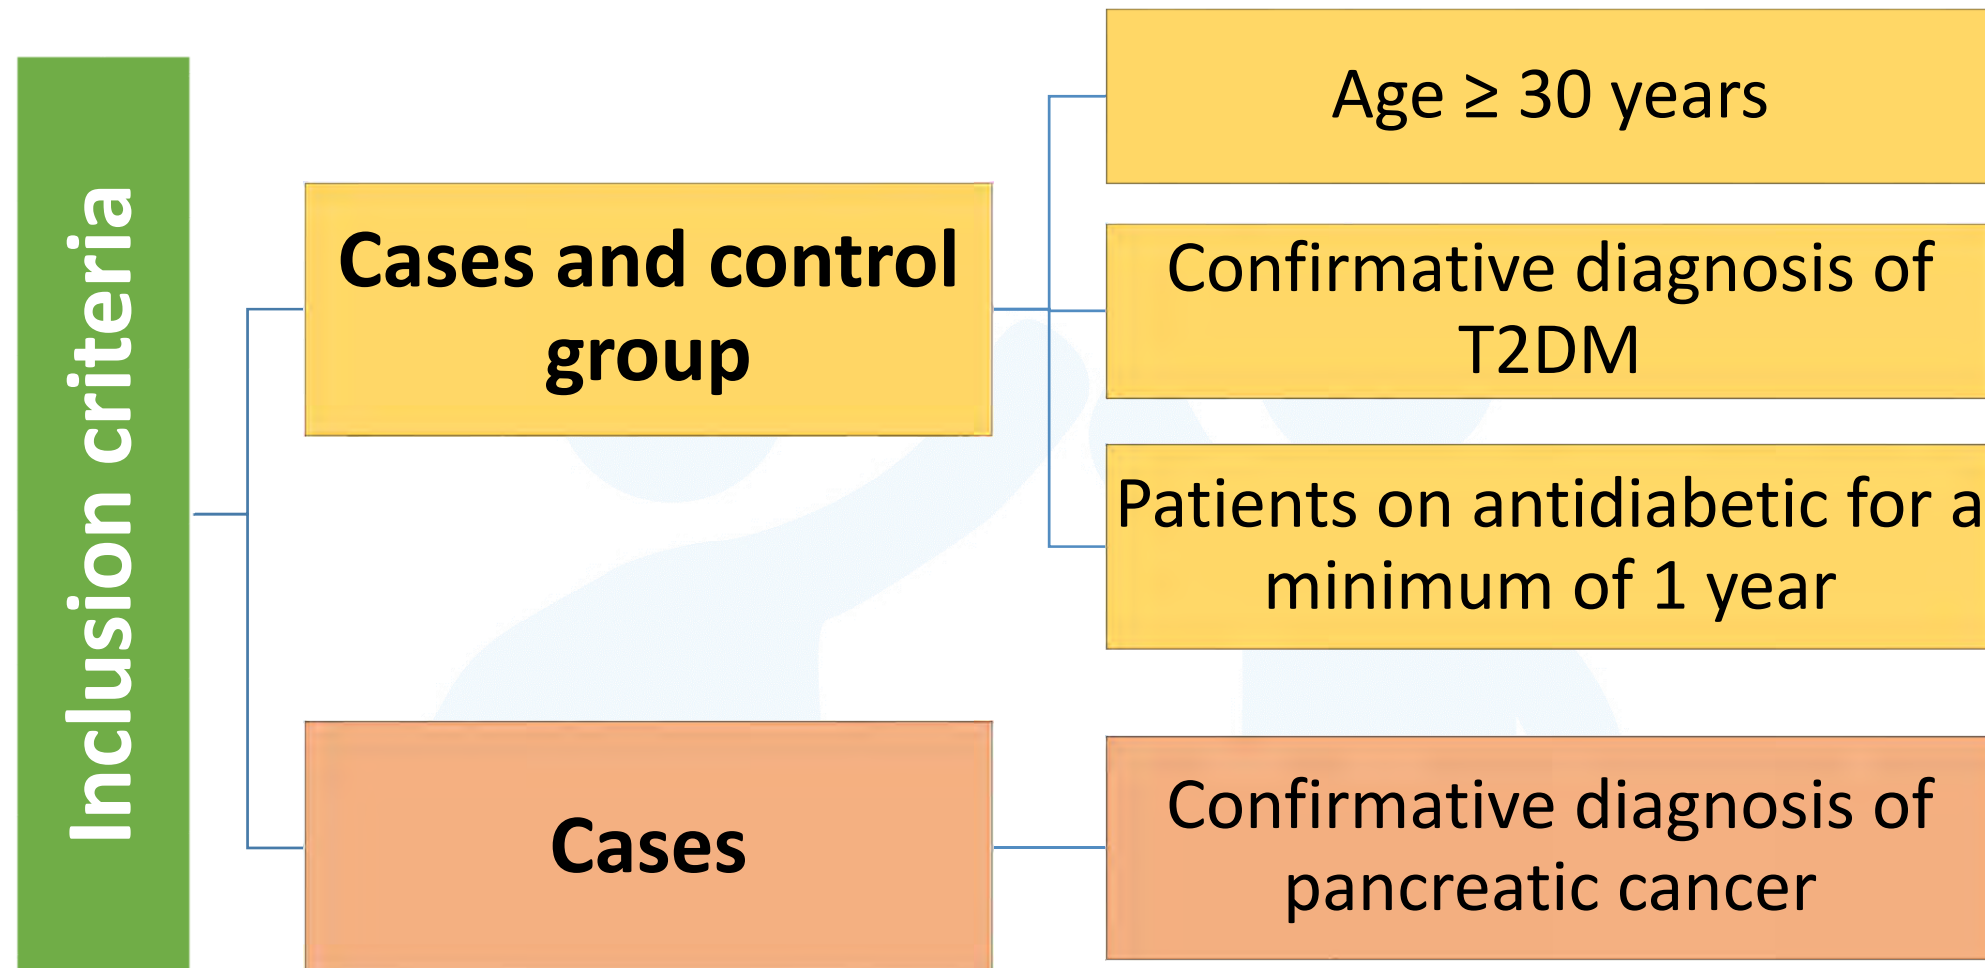 Inclusion criteria
Cases and control
group
Age ≥ 30 years
Confirmative diagnosis of
T2DM
Patients on antidiabetic for a
minimum of 1 year
Cases
Confirmative diagnosis of
pancreatic cancer